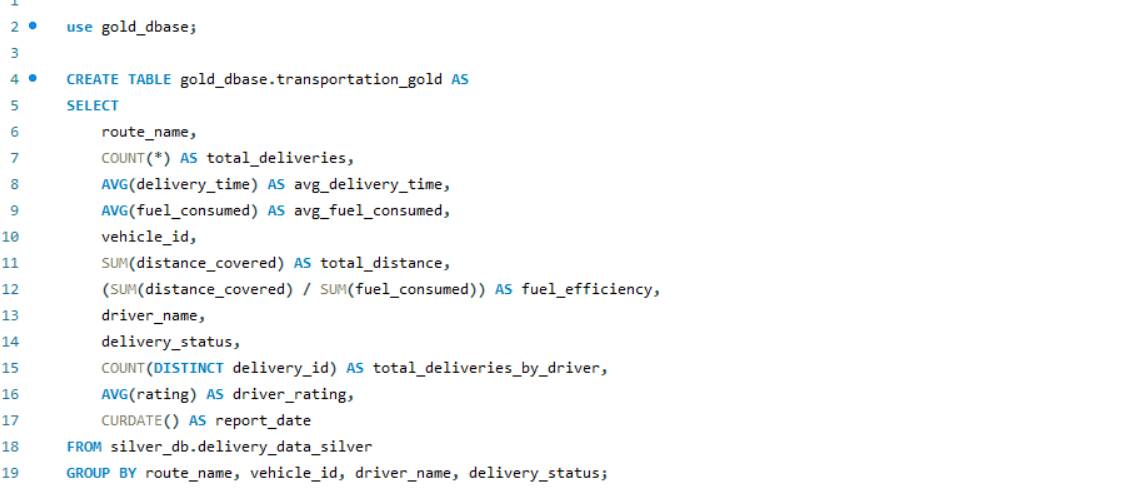 1
2 use gold_dbase;
3
4 CREATE TABLE gold_dbase.transportation_gold AS
5 SELECT
6 route_name,
7 COUNT(*) AS total_deliveries,
8 AVG(delivery_time) AS avg_delivery_time,
9 AVG(fuel_consumed) AS avg_fuel_consumed,
10 vehicle_id,
11 SUM(distance_covered) AS total_distance,
12 (SUM(distance_covered) / SUM(fuel_consumed)) AS fuel_efficiency,
13 driver_name,
14 delivery_status,
15 COUNT(DISTINCT delivery_id) AS total_deliveries_by_driver,
16 AVG(rating) AS driver_rating,
17 CURDATE() AS report_date
18 FROM silver_db.delivery_data_silver
19 GROUP BY route_name, vehicle_id, driver_name, delivery_status;